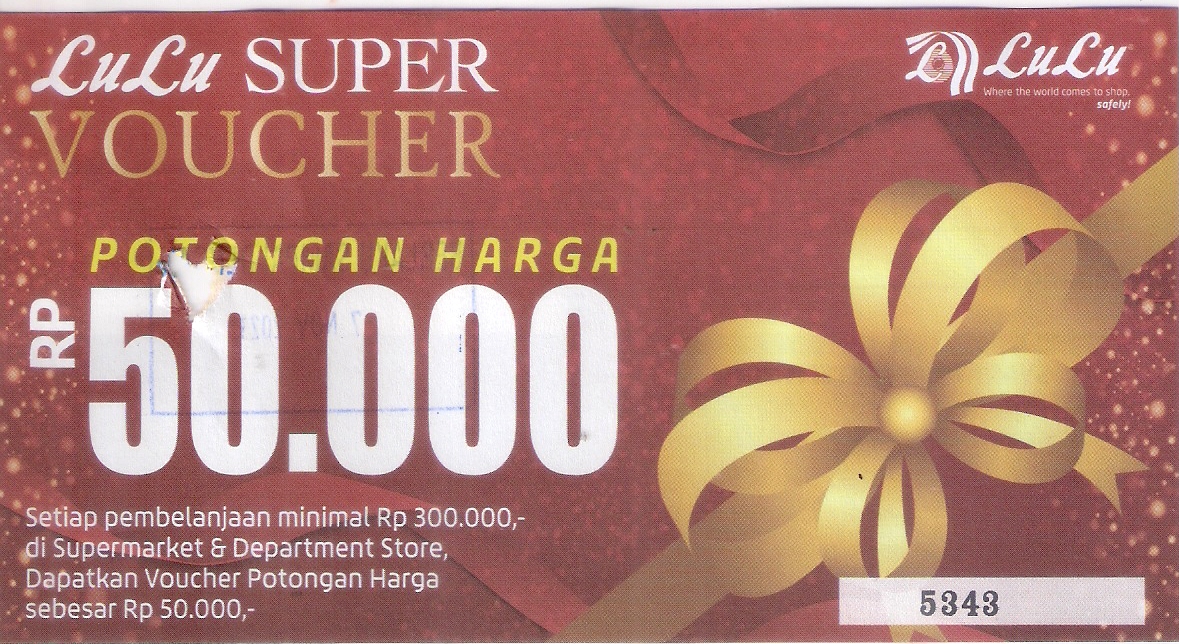 LuLu SUPER
VOUCHER
LuLu
Where the world comes to shop.
safely!
POTONGAN HARGA
RP 50.000
Setiap pembelanjaan minimal Rp 300.000,-
di Supermarket & Department Store,
Dapatkan Voucher Potongan Harga
sebesar Rp 50.000,-
5343